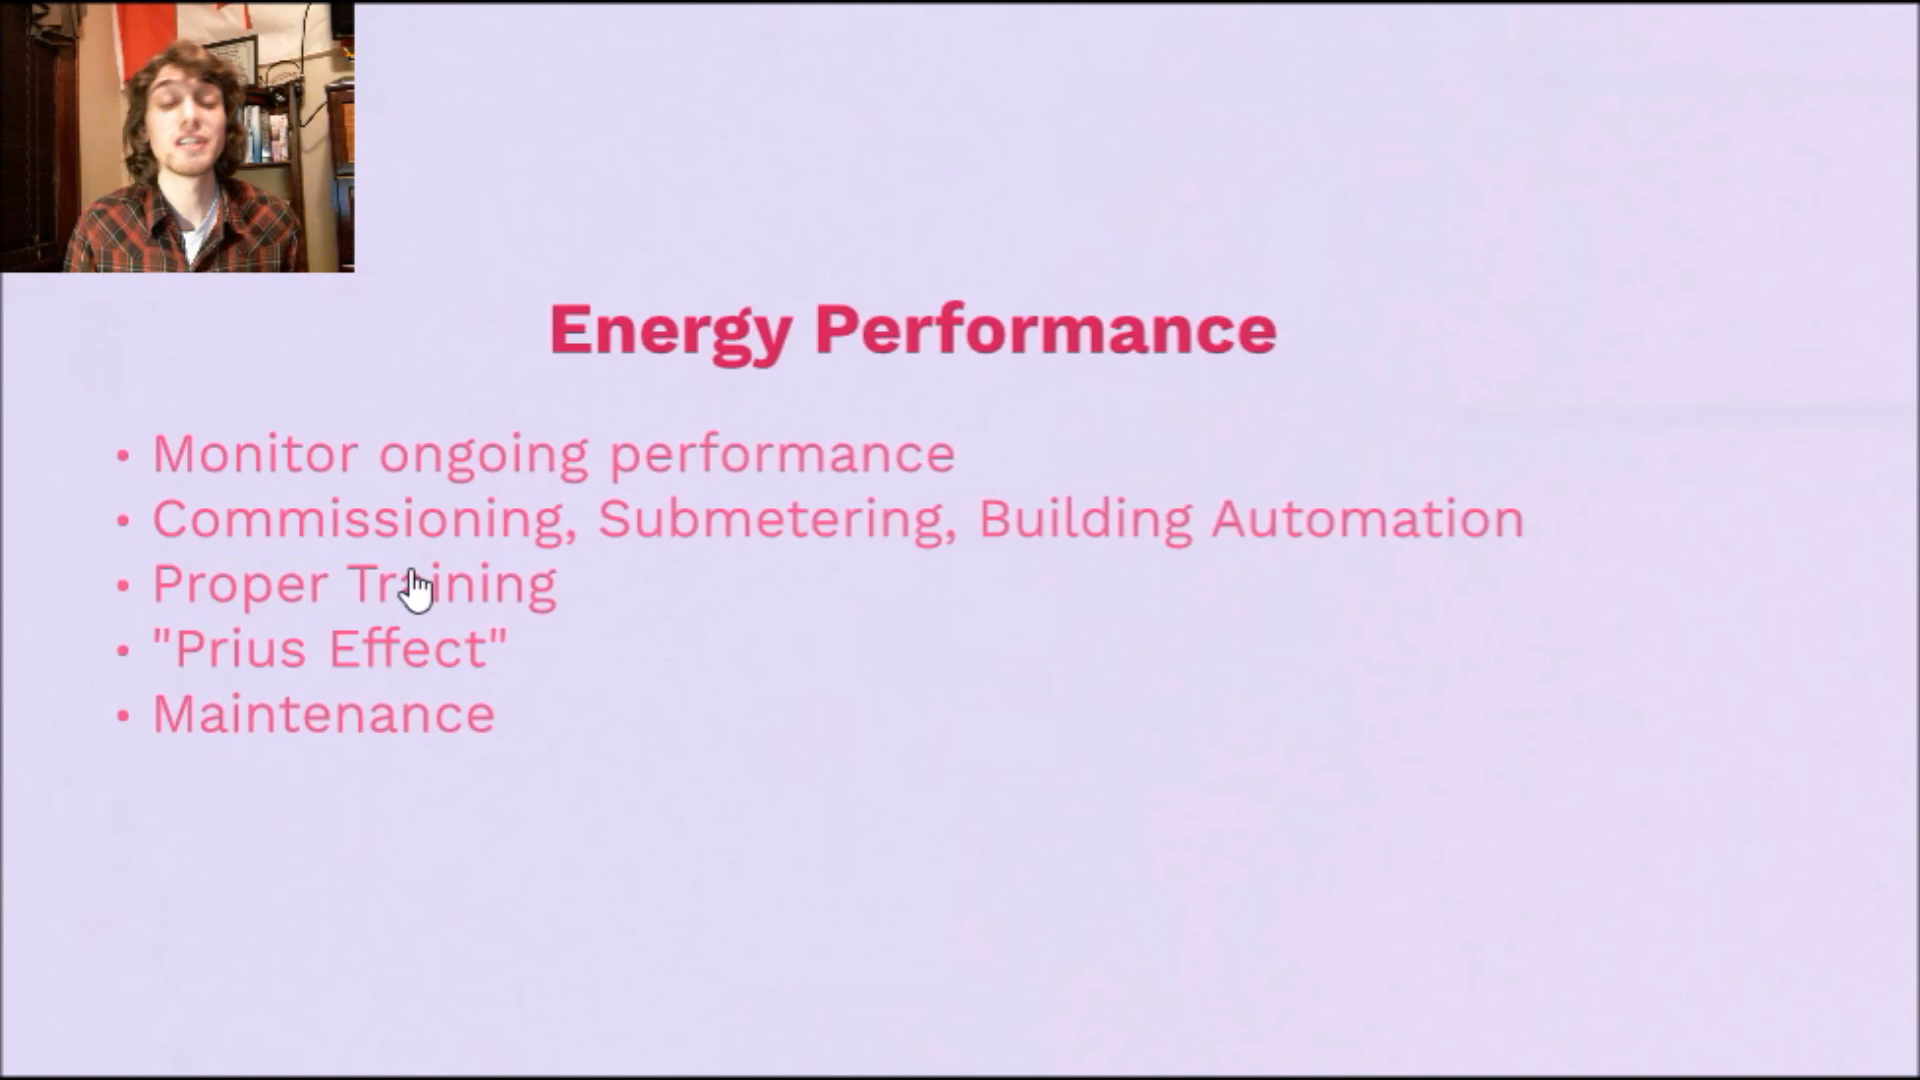 Energy Performance
• Monitor ongoing performance
• Commissioning, Submetering, Building Automation
• Proper Training
• "Prius Effect"
• Maintenance